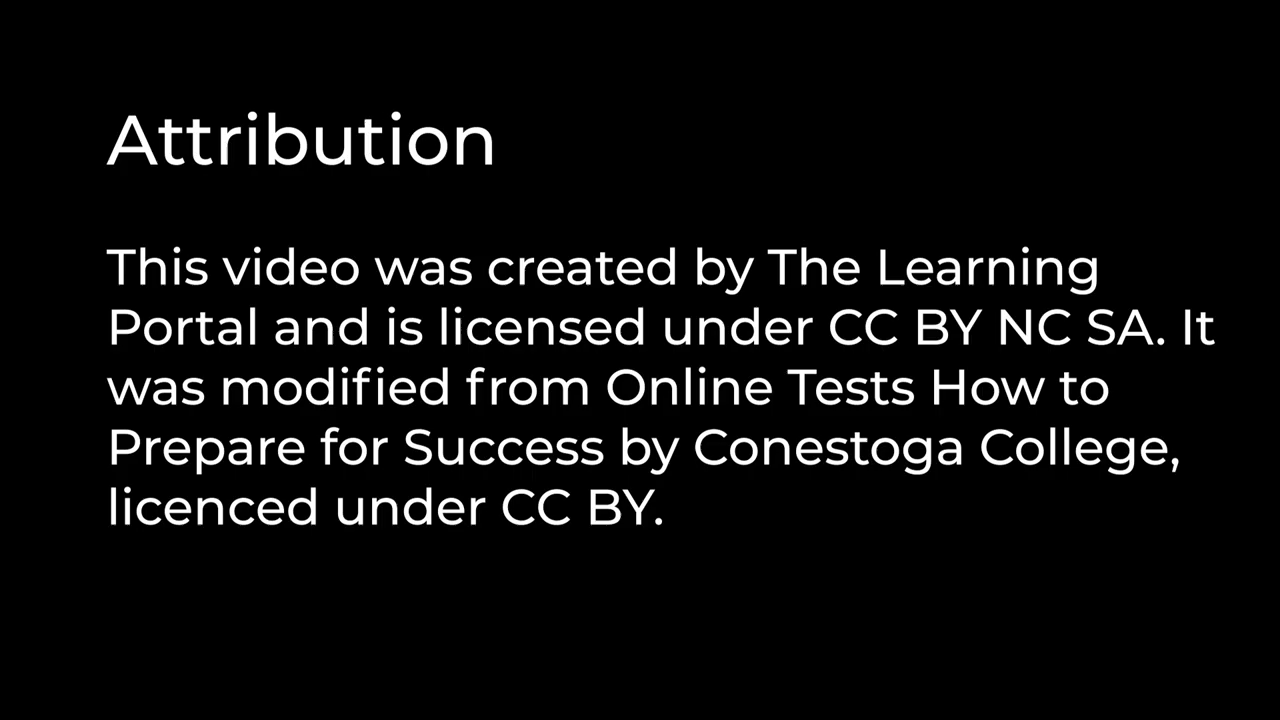 Attribution
This video was created by The Learning
Portal and is licensed under CC BY NC SA. It
was modified from Online Tests How to
Prepare for Success by Conestoga College,
licenced under CC BY.